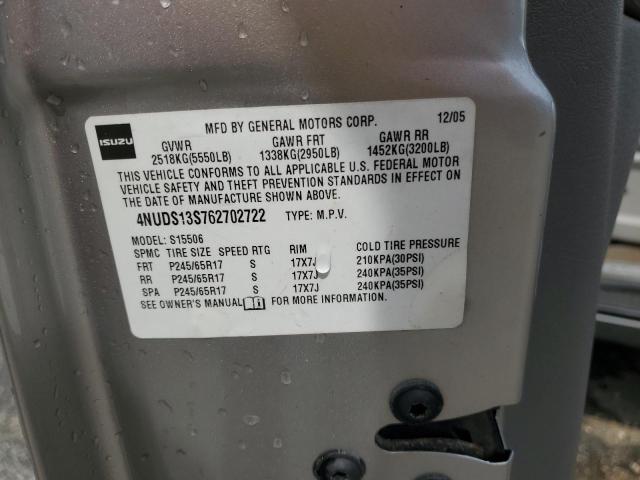 MFD BY GENERAL MOTORS CORP. 12/05
ISUZU
GVWR GAWR FRT GAWR RR
2518KG(5550LB) 1338KG(2950LB) 1452KG(3200LB)
THIS VEHICLE CONFORMS TO ALL APPLICABLE U.S. FEDERAL MOTOR
VEHICLE SAFETY AND THEFT PREVENTION STANDARDS IN EFFECT ON
THE DATE OF MANUFACTURE SHOWN ABOVE.
4NUDS13S762702722 TYPE: M.P.V.
MODEL: S15506
SPMC TIRE SIZE SPEED RTG RIM COLD TIRE PRESSURE
FRT P245/65R17 S 17X7J 210KPA(30PSI)
RR P245/65R17 S 17X7J 240KPA(35PSI)
SPA P245/65R17 S 17X7J 240KPA(35PSI)
SEE OWNER'S MANUAL FOR MORE INFORMATION.